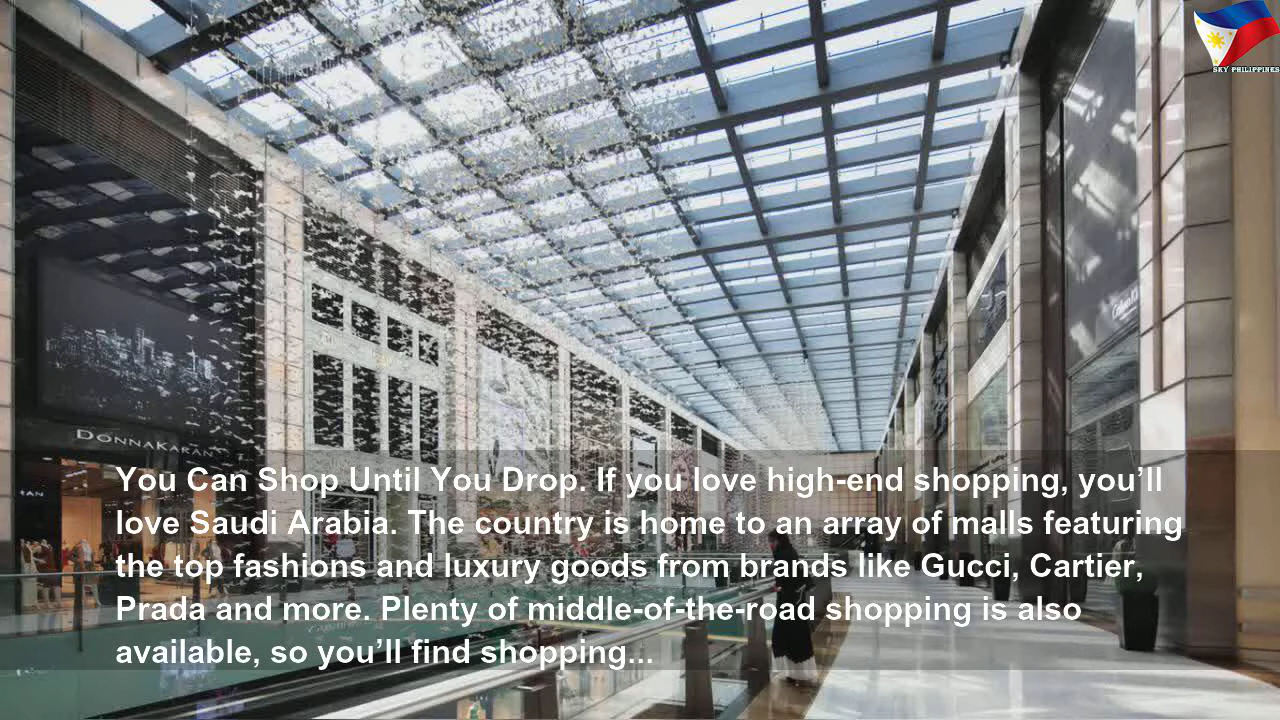 SKY PHILIPPINES
DONNAKARAN
You Can Shop Until You Drop. If you love high-end shopping, you’ll
love Saudi Arabia. The country is home to an array of malls featuring
the top fashions and luxury goods from brands like Gucci, Cartier,
Prada and more. Plenty of middle-of-the-road shopping is also
available, so you’ll find shopping...